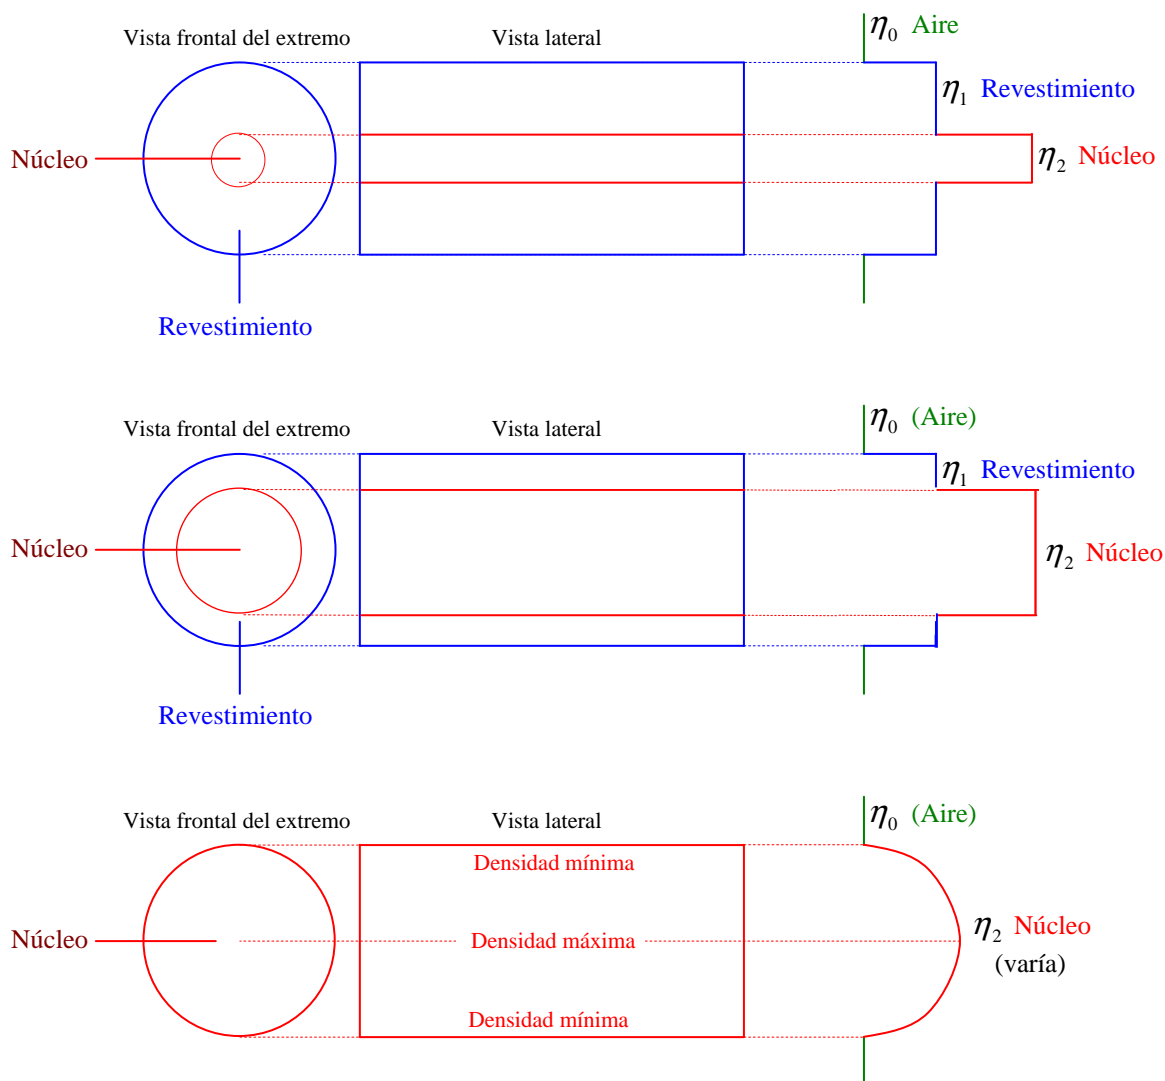 Vista frontal del extremo
Vista lateral
η₀ Aire
η₁ Revestimiento
Núcleo
η₂ Núcleo
Revestimiento
Vista frontal del extremo
Vista lateral
η₀ (Aire)
η₁ Revestimiento
Núcleo
η₂ Núcleo
Revestimiento
Vista frontal del extremo
Vista lateral
η₀ (Aire)
Densidad mínima
Núcleo
Densidad máxima
η₂ Núcleo
(varía)
Densidad mínima